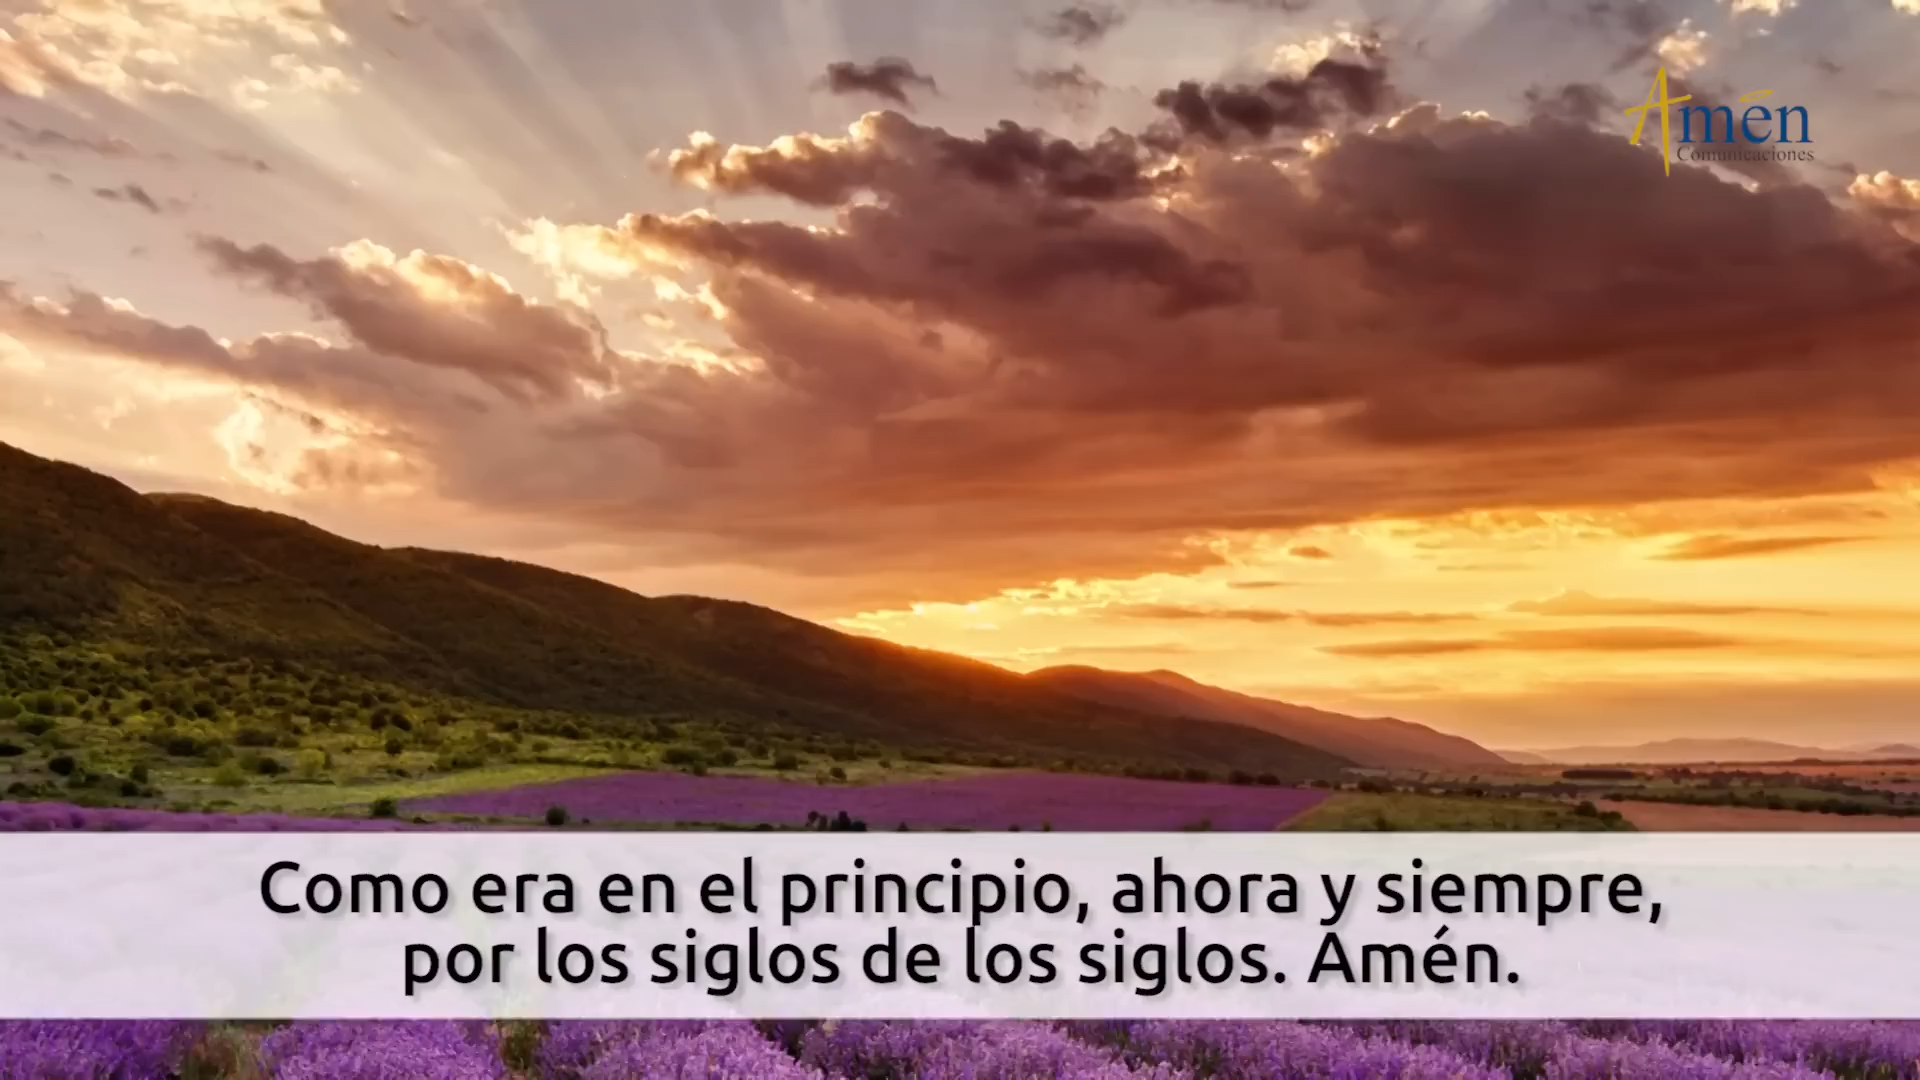 Amén
Comunicaciones
Como era en el principio, ahora y siempre,
por los siglos de los siglos. Amén.